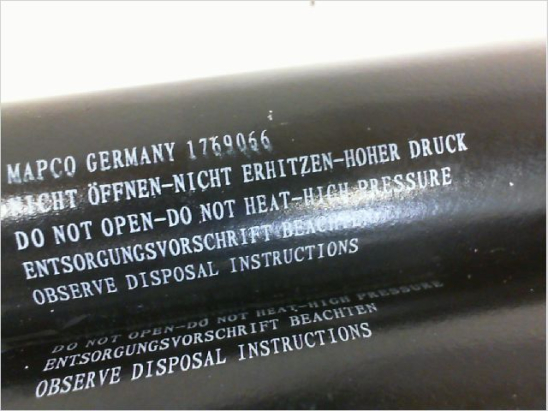 MAPCO GERMANY 1769066
NICHT ÖFFNEN-NICHT ERHITZEN-HOHER DRUCK
DO NOT OPEN-DO NOT HEAT-HIGH PRESSURE
ENTSORGUNGSVORSCHRIFT BEACHTEN
OBSERVE DISPOSAL INSTRUCTIONS
DO NOT OPEN-DO NOT HEAT-HIGH PRESSURE
ENTSORGUNGSVORSCHRIFT BEACHTEN
OBSERVE DISPOSAL INSTRUCTIONS